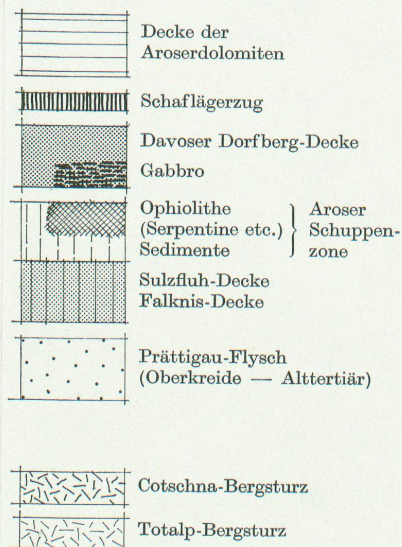 Decke der
Aroserdolomiten
Schaflägerzug
Davoser Dorfberg-Decke
Gabbro
Ophiolithe
(Serpentine etc.)
Sedimente
Aroser
Schuppen-
zone
Sulzfluh-Decke
Falknis-Decke
Prättigau-Flysch
(Oberkreide — Alttertiär)
Cotschna-Bergsturz
Totalp-Bergsturz